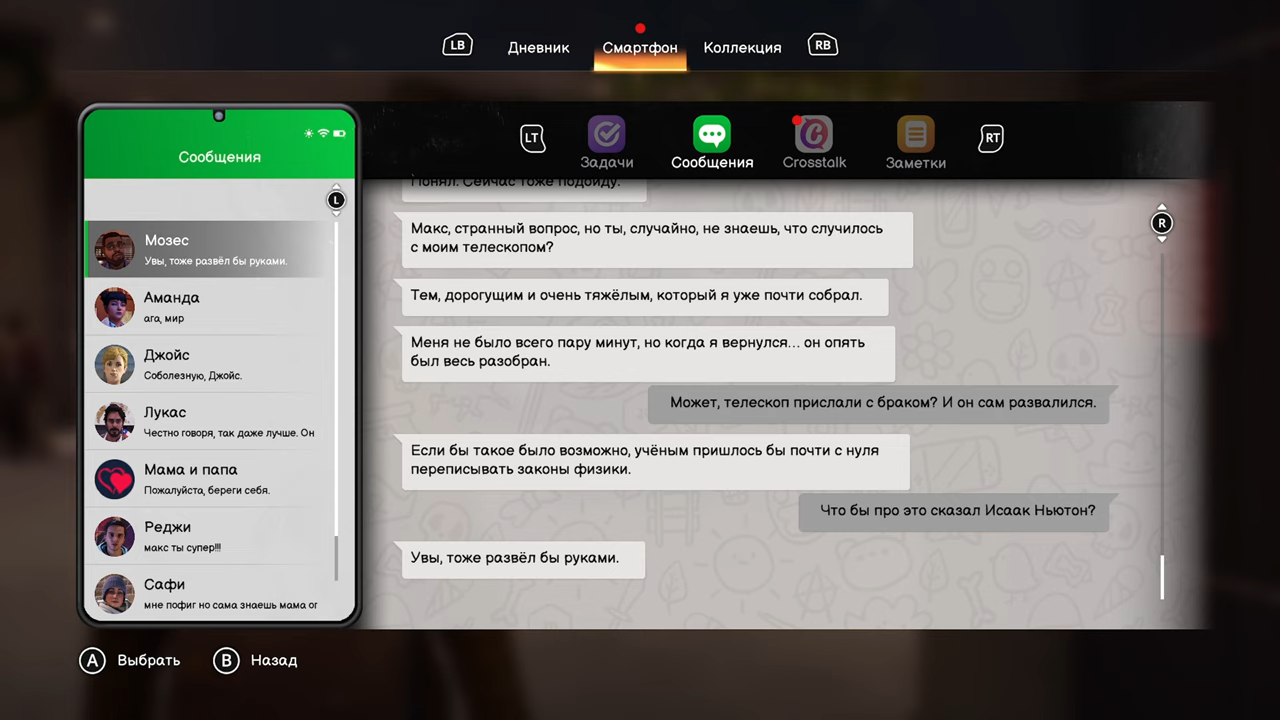 LB
Дневник
Смартфон
Коллекция
RB
Сообщения
L
Мозес
Увы, тоже развёл бы руками.
Аманда
ага, мир
Джойс
Соболезную, Джойс.
Лукас
Честно говоря, так даже лучше. Он
Мама и папа
Пожалуйста, береги себя.
Реджи
макс ты супер!!!
Сафи
мне пофиг но сама знаешь мама ог
LT
Задачи
Сообщения
Crosstalk
Заметки
RT
R
Понял. Сейчас тоже подойду.
Макс, странный вопрос, но ты, случайно, не знаешь, что случилось
с моим телескопом?
Тем, дорогущим и очень тяжёлым, который я уже почти собрал.
Меня не было всего пару минут, но когда я вернулся... он опять
был весь разобран.
Может, телескоп прислали с браком? И он сам развалился.
Если бы такое было возможно, учёным пришлось бы почти с нуля
переписывать законы физики.
Что бы про это сказал Исаак Ньютон?
Увы, тоже развёл бы руками.
A Выбрать
B Назад